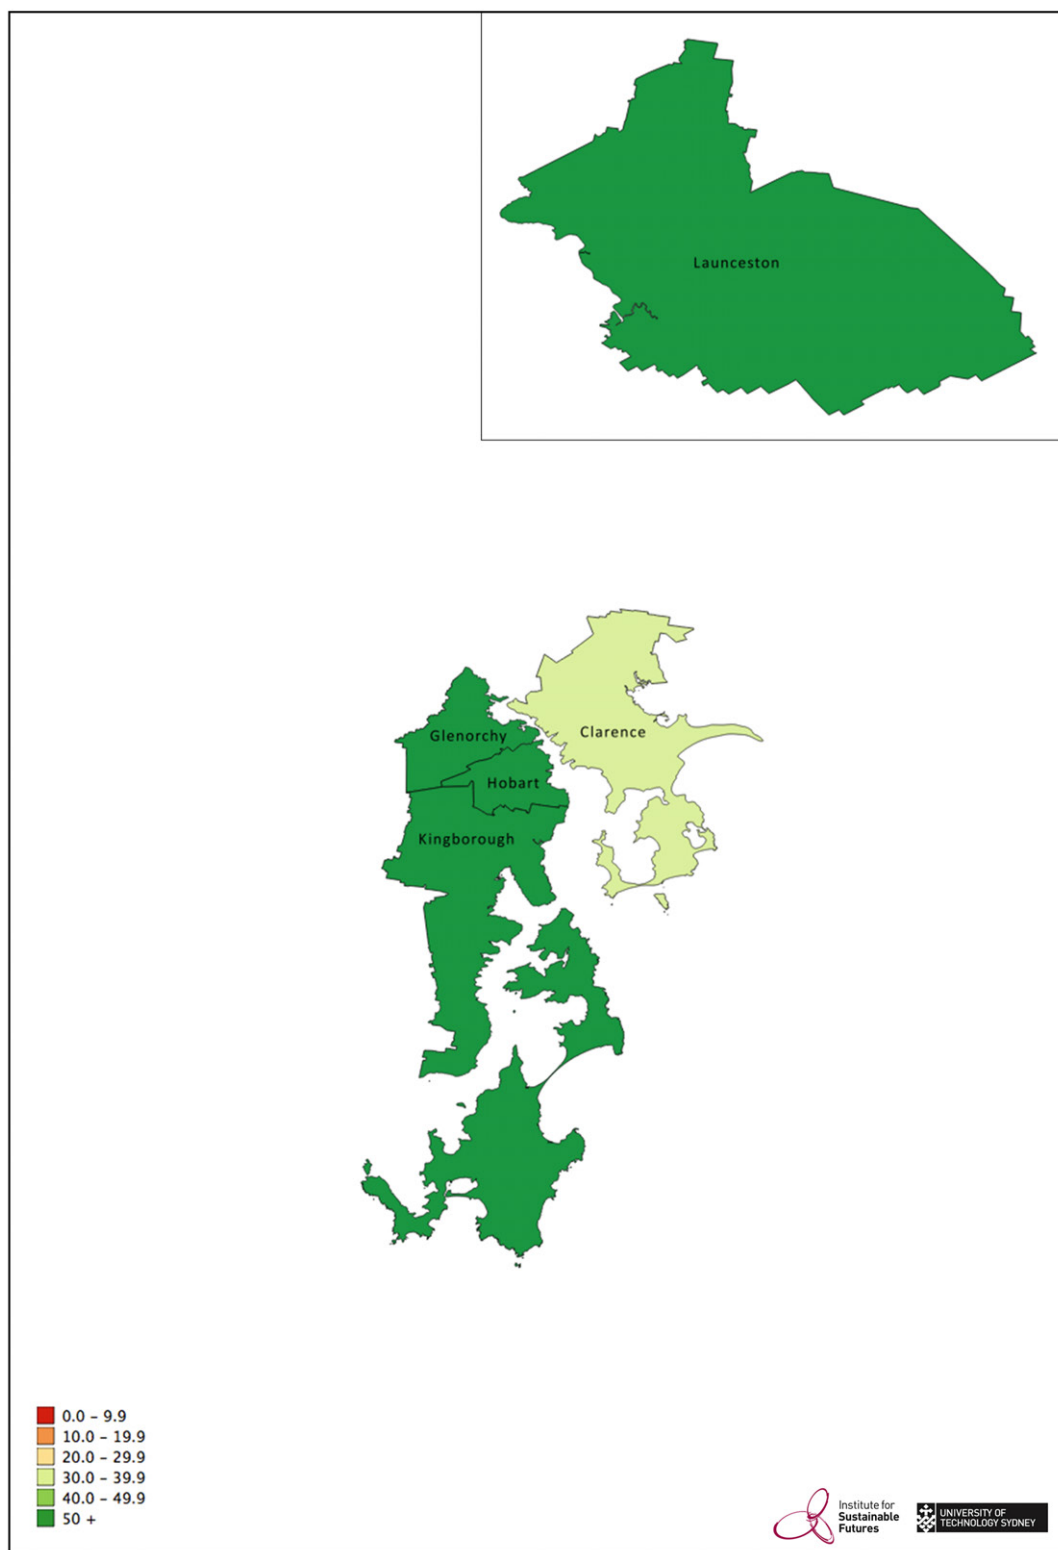 Launceston
Clarence
Glenorchy
Hobart
Kingborough
0.0 – 9.9
10.0 – 19.9
20.0 – 29.9
30.0 – 39.9
40.0 – 49.9
50 +
Institute for
Sustainable
Futures
UNIVERSITY OF
TECHNOLOGY SYDNEY